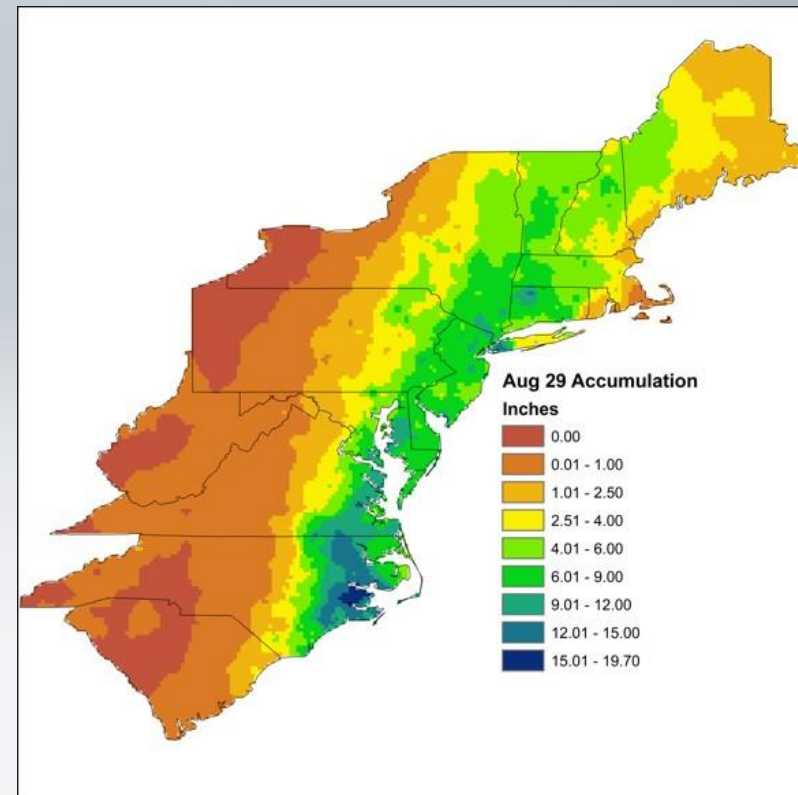 Aug 29 Accumulation
Inches
0.00
0.01 - 1.00
1.01 - 2.50
2.51 - 4.00
4.01 - 6.00
6.01 - 9.00
9.01 - 12.00
12.01 - 15.00
15.01 - 19.70